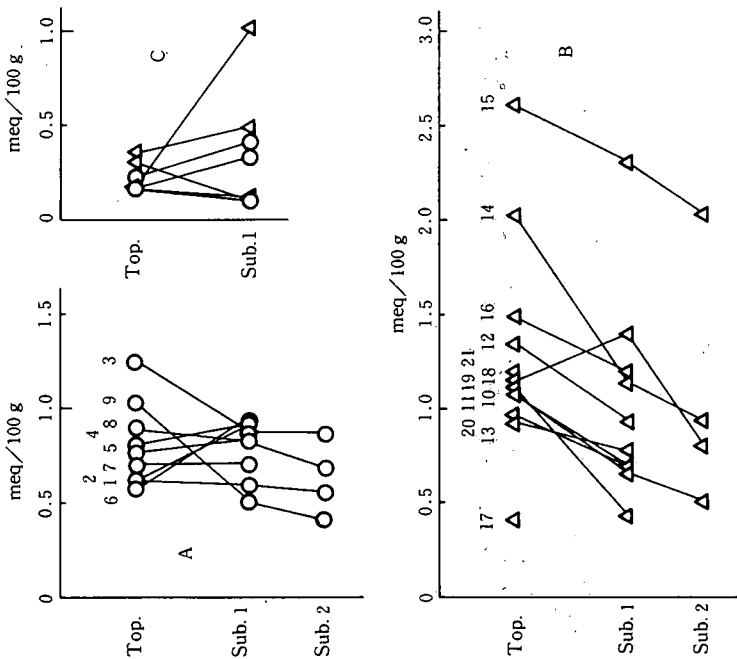 meq/100 g
0 0.5 1.0 1.5
2 4
6 1 7 5 8 9 3
Top.
Sub.1
Sub. 2
A
meq/100 g
0 0.5 1.0
Top.
Sub.1
C
meq/100 g
0 0.5 1.0 1.5 2.0 2.5 3.0
20 11 19 21
17 13 10 18 12 16 14 15
Top.
Sub.1
Sub. 2
B